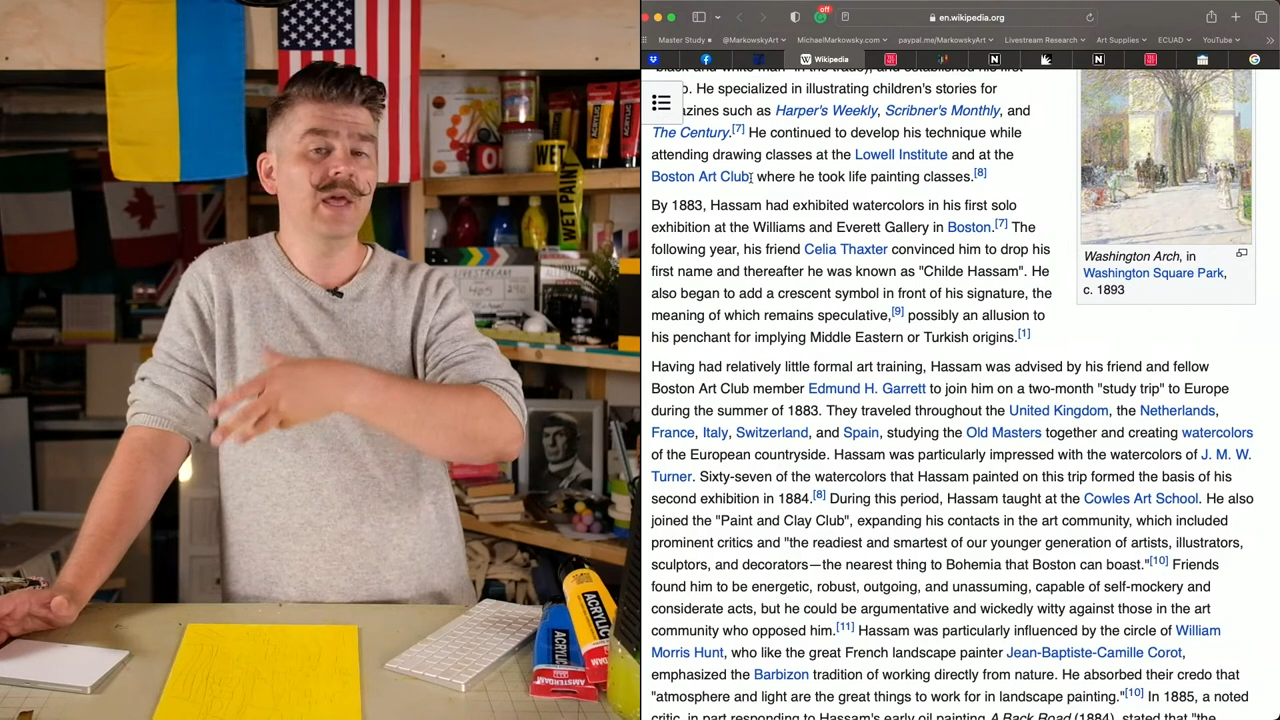 WET
WET PAINT
ACRYLIC
LIVESTREAM
ACRYLIC
ACRYLIC
AMSTERDAM
off
en.wikipedia.org
Master Study
@MarkowskyArt
MichaelMarkowsky.com
paypal.me/MarkowskyArt
Livestream Research
Art Supplies
ECUAD
YouTube
Wikipedia
He specialized in illustrating children's stories for
such as Harper's Weekly, Scribner's Monthly, and
The Century.[7] He continued to develop his technique while
attending drawing classes at the Lowell Institute and at the
Boston Art Club, where he took life painting classes.[8]
By 1883, Hassam had exhibited watercolors in his first solo
exhibition at the Williams and Everett Gallery in Boston.[7] The
following year, his friend Celia Thaxter convinced him to drop his
first name and thereafter he was known as "Childe Hassam". He
also began to add a crescent symbol in front of his signature, the
meaning of which remains speculative,[9] possibly an allusion to
his penchant for implying Middle Eastern or Turkish origins.[1]
Washington Arch, in
Washington Square Park,
c. 1893
Having had relatively little formal art training, Hassam was advised by his friend and fellow
Boston Art Club member Edmund H. Garrett to join him on a two-month "study trip" to Europe
during the summer of 1883. They traveled throughout the United Kingdom, the Netherlands,
France, Italy, Switzerland, and Spain, studying the Old Masters together and creating watercolors
of the European countryside. Hassam was particularly impressed with the watercolors of J. M. W.
Turner. Sixty-seven of the watercolors that Hassam painted on this trip formed the basis of his
second exhibition in 1884.[8] During this period, Hassam taught at the Cowles Art School. He also
joined the "Paint and Clay Club", expanding his contacts in the art community, which included
prominent critics and "the readiest and smartest of our younger generation of artists, illustrators,
sculptors, and decorators—the nearest thing to Bohemia that Boston can boast."[10] Friends
found him to be energetic, robust, outgoing, and unassuming, capable of self-mockery and
considerate acts, but he could be argumentative and wickedly witty against those in the art
community who opposed him.[11] Hassam was particularly influenced by the circle of William
Morris Hunt, who like the great French landscape painter Jean-Baptiste-Camille Corot,
emphasized the Barbizon tradition of working directly from nature. He absorbed their credo that
"atmosphere and light are the great things to work for in landscape painting."[10] In 1885, a noted
critic, in part responding to Hassam's early oil painting A Back Road (1884), stated that "the